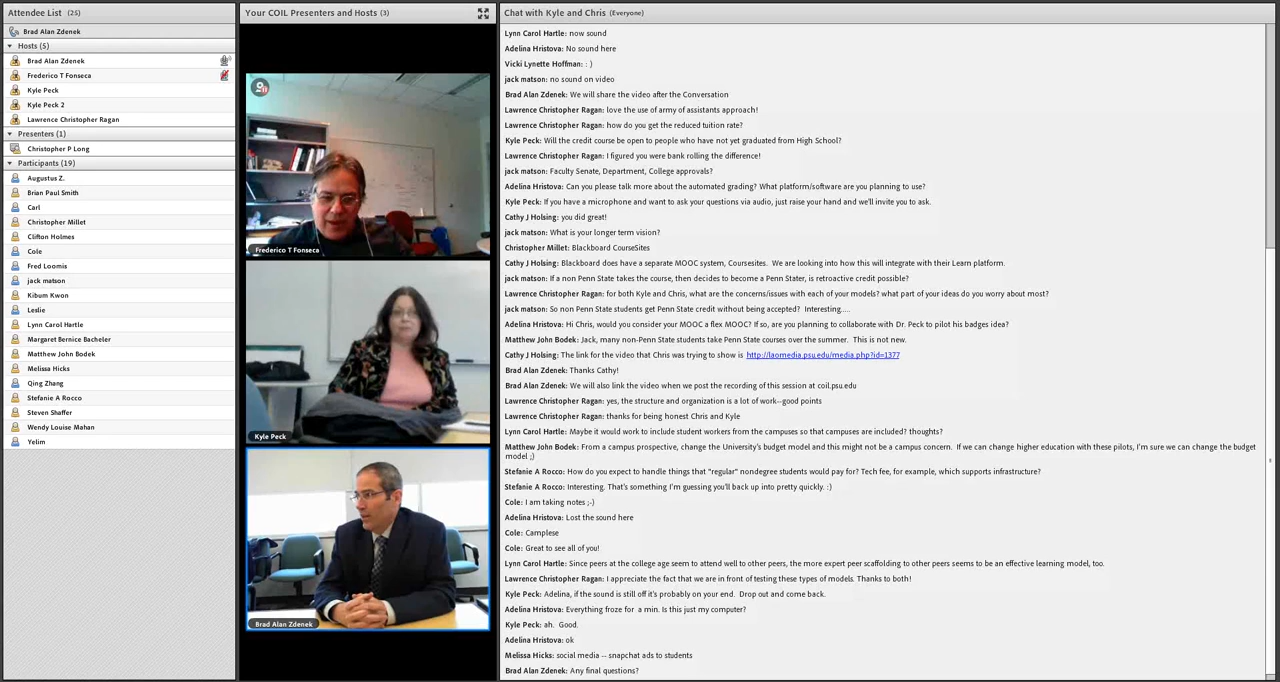 Attendee List (25)
Brad Alan Zdenek
Hosts (5)
Brad Alan Zdenek
Frederico T Fonseca
Kyle Peck
Kyle Peck 2
Lawrence Christopher Ragan
Presenters (1)
Christopher P Long
Participants (19)
Augustus Z.
Brian Paul Smith
Carl
Christopher Millet
Clifton Holmes
Cole
Fred Loomis
jack matson
Kibum Kwon
Leslie
Lynn Carol Hartle
Margaret Bernice Bacheler
Matthew John Bodek
Melissa Hicks
Qing Zhang
Stefanie A Rocco
Steven Shaffer
Wendy Louise Mahan
Yelim
Your COIL Presenters and Hosts (3)
Frederico T Fonseca
Kyle Peck
Brad Alan Zdenek
Chat with Kyle and Chris (Everyone)
Lynn Carol Hartle: now sound
Adelina Hristova: No sound here
Vicki Lynette Hoffman: : )
jack matson: no sound on video
Brad Alan Zdenek: We will share the video after the Conversation
Lawrence Christopher Ragan: love the use of army of assistants approach!
Lawrence Christopher Ragan: how do you get the reduced tuition rate?
Kyle Peck: Will the credit course be open to people who have not yet graduated from High School?
Lawrence Christopher Ragan: I figured you were bank rolling the difference!
jack matson: Faculty Senate, Department, College approvals?
Adelina Hristova: Can you please talk more about the automated grading? What platform/software are you planning to use?
Kyle Peck: If you have a microphone and want to ask your questions via audio, just raise your hand and we'll invite you to ask.
Cathy J Holsing: you did great!
jack matson: What is your longer term vision?
Christopher Millet: Blackboard CourseSites
Cathy J Holsing: Blackboard does have a separate MOOC system, Coursesites. We are looking into how this will integrate with their Learn platform.
jack matson: If a non Penn State takes the course, then decides to become a Penn Stater, is retroactive credit possible?
Lawrence Christopher Ragan: for both Kyle and Chris, what are the concerns/issues with each of your models? what part of your ideas do you worry about most?
jack matson: So non Penn State students get Penn State credit without being accepted? Interesting.....
Adelina Hristova: Hi Chris, would you consider your MOOC a flex MOOC? If so, are you planning to collaborate with Dr. Peck to pilot his badges idea?
Matthew John Bodek: Jack, many non-Penn State students take Penn State courses over the summer. This is not new.
Cathy J Holsing: The link for the video that Chris was trying to show is http://laomedia.psu.edu/media.php?id=1377
Brad Alan Zdenek: Thanks Cathy!
Brad Alan Zdenek: We will also link the video when we post the recording of this session at coil.psu.edu
Lawrence Christopher Ragan: yes, the structure and organization is a lot of work--good points
Lawrence Christopher Ragan: thanks for being honest Chris and Kyle
Lynn Carol Hartle: Maybe it would work to include student workers from the campuses so that campuses are included? thoughts?
Matthew John Bodek: From a campus prospective, change the University's budget model and this might not be a campus concern. If we can change higher education with these pilots, I'm sure we can change the budget
model ;)
Stefanie A Rocco: How do you expect to handle things that "regular" nondegree students would pay for? Tech fee, for example, which supports infrastructure?
Stefanie A Rocco: Interesting. That's something I'm guessing you'll back up into pretty quickly. :)
Cole: I am taking notes ;-)
Adelina Hristova: Lost the sound here
Cole: Camplese
Cole: Great to see all of you!
Lynn Carol Hartle: Since peers at the college age seem to attend well to other peers, the more expert peer scaffolding to other peers seems to be an effective learning model, too.
Lawrence Christopher Ragan: I appreciate the fact that we are in front of testing these types of models. Thanks to both!
Kyle Peck: Adelina, if the sound is still off it's probably on your end. Drop out and come back.
Adelina Hristova: Everything froze for a min. Is this just my computer?
Kyle Peck: ah. Good.
Adelina Hristova: ok
Melissa Hicks: social media -- snapchat ads to students
Brad Alan Zdenek: Any final questions?